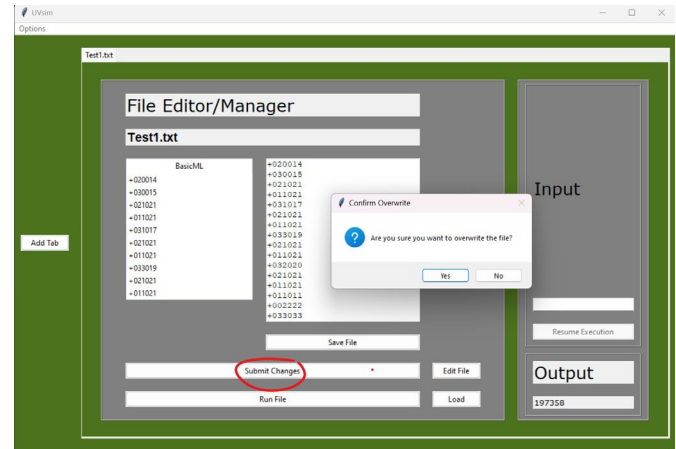 UVsim
Options
Test1.txt
File Editor/Manager
Test1.txt
BasicML
+020014
+030015
+021021
+011021
+031017
+021021
+011021
+033019
+021021
+011021
+020014
+030015
+021021
+011021
+031017
+021021
+011021
+033019
+021021
+011021
+032020
+021021
+011021
+011011
+002222
+033033
Confirm Overwrite
Are you sure you want to overwrite the file?
Yes No
Input
Add Tab
Resume Execution
Save File
Submit Changes
Edit File
Run File
Load
Output
197358